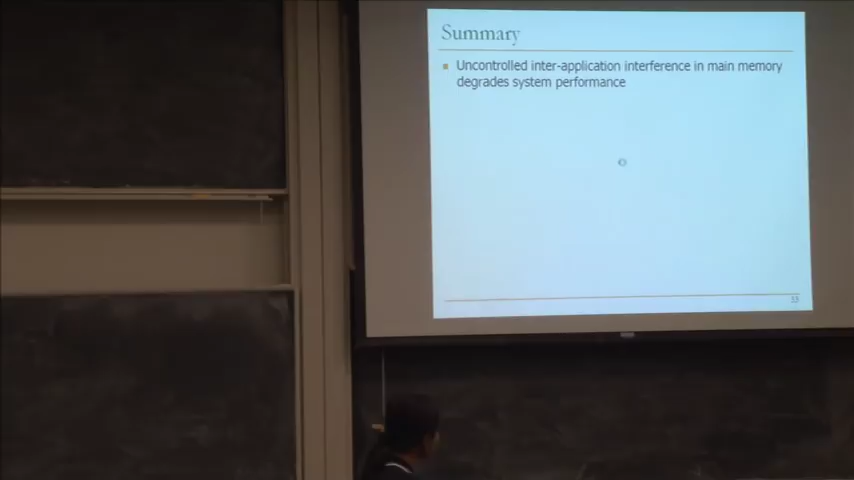 Summary
Uncontrolled inter-application interference in main memory
degrades system performance